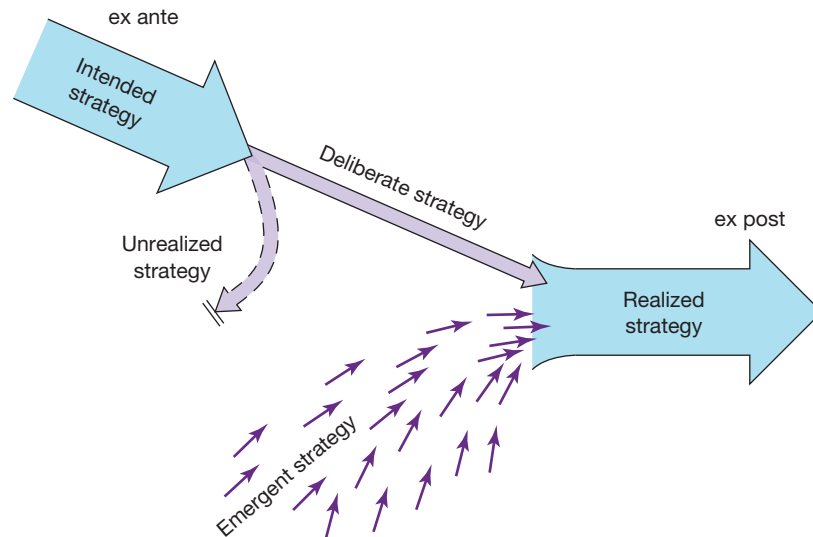 ex ante
Intended
strategy
Deliberate strategy
Unrealized
strategy
ex post
Realized
strategy
Emergent strategy